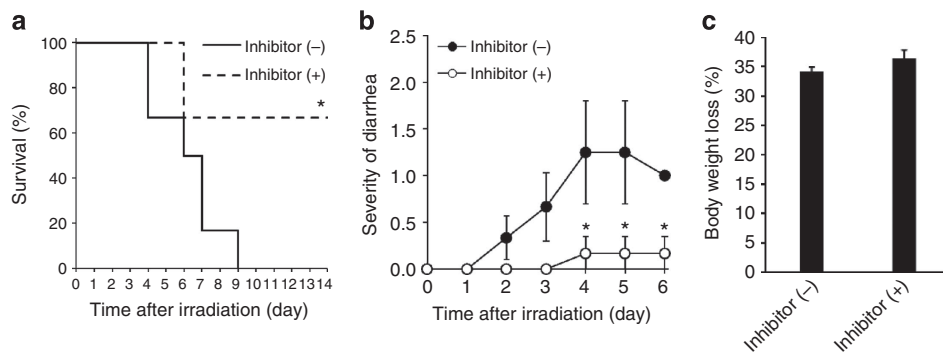 a
100
80
60
40
20
0
Survival (%)
Inhibitor (–)
Inhibitor (+)
*
0 1 2 3 4 5 6 7 8 9 10 11 12 13 14
Time after irradiation (day)
b
2.5
2.0
1.5
1.0
0.5
0.0
Severity of diarrhea
Inhibitor (–)
Inhibitor (+)
* * *
0 1 2 3 4 5 6
Time after irradiation (day)
c
40
35
30
25
20
15
10
5
0
Body weight loss (%)
Inhibitor (–)
Inhibitor (+)